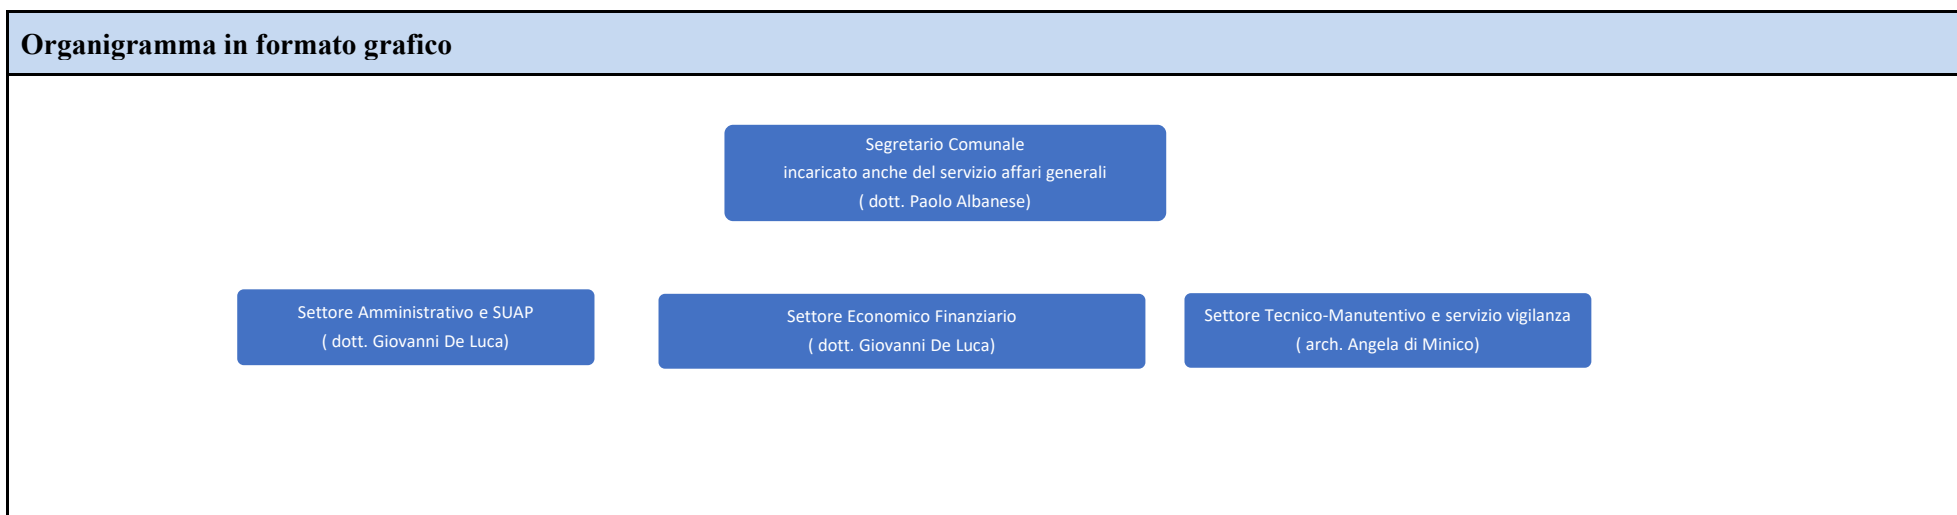 Organigramma in formato grafico
Segretario Comunale
incaricato anche del servizio affari generali
( dott. Paolo Albanese)
Settore Amministrativo e SUAP
( dott. Giovanni De Luca)
Settore Economico Finanziario
( dott. Giovanni De Luca)
Settore Tecnico-Manutentivo e servizio vigilanza
( arch. Angela di Minico)